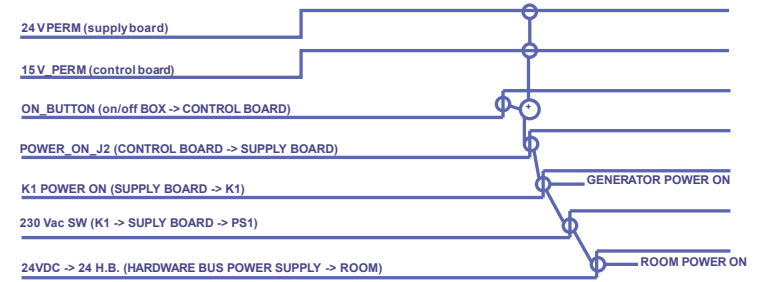 24 V PERM (supply board)
15 V_PERM (control board)
ON_BUTTON (on/off BOX -> CONTROL BOARD)
+
POWER_ON_J2 (CONTROL BOARD -> SUPPLY BOARD)
K1 POWER ON (SUPPLY BOARD -> K1)
GENERATOR POWER ON
230 Vac SW (K1 -> SUPLY BOARD -> PS1)
24VDC -> 24 H.B. (HARDWARE BUS POWER SUPPLY -> ROOM)
ROOM POWER ON